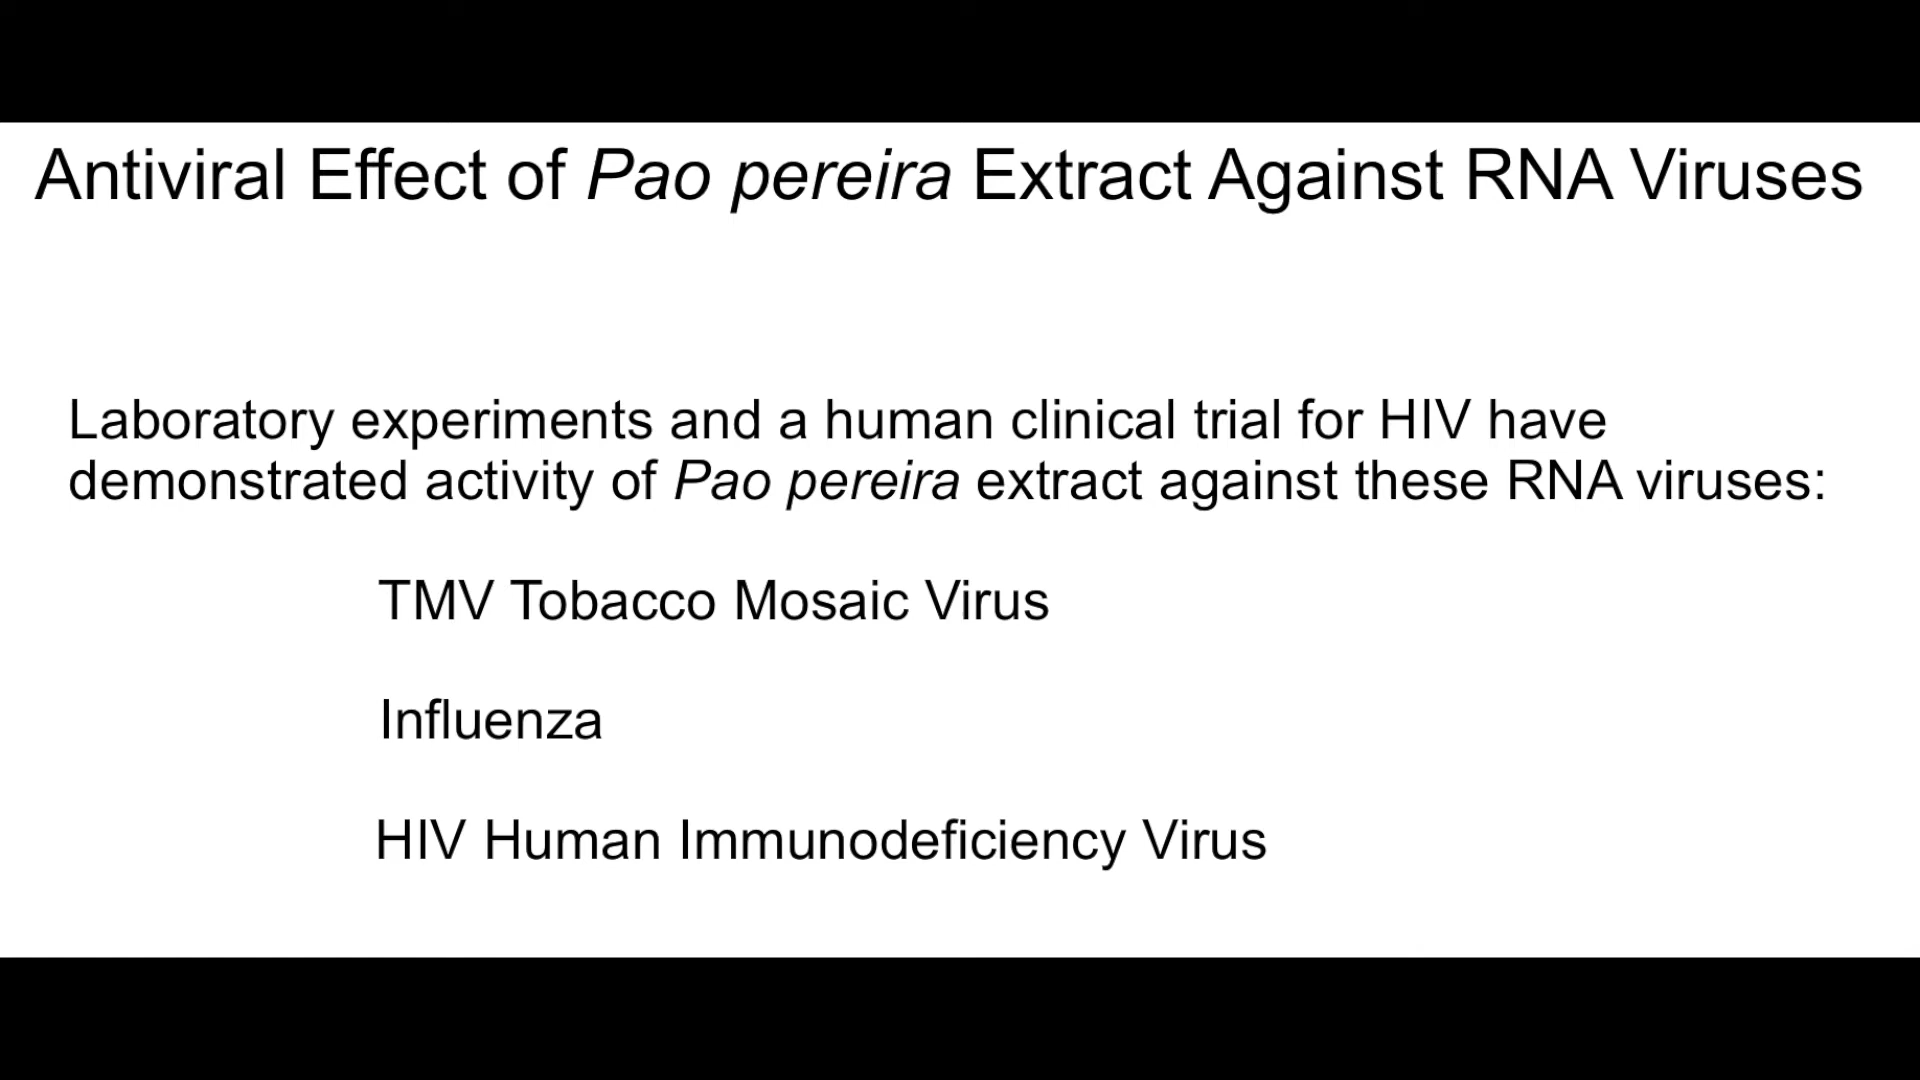 Antiviral Effect of Pao pereira Extract Against RNA Viruses
Laboratory experiments and a human clinical trial for HIV have
demonstrated activity of Pao pereira extract against these RNA viruses:
TMV Tobacco Mosaic Virus
Influenza
HIV Human Immunodeficiency Virus